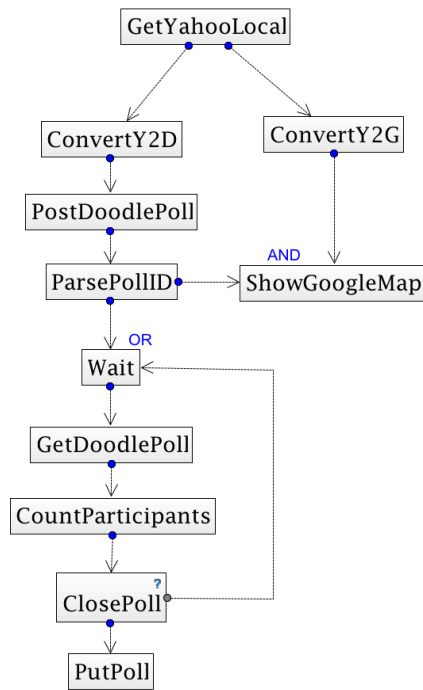 GetYahooLocal
ConvertY2D
ConvertY2G
PostDoodlePoll
AND
ParsePollID
ShowGoogleMap
OR
Wait
GetDoodlePoll
CountParticipants
?
ClosePoll
PutPoll